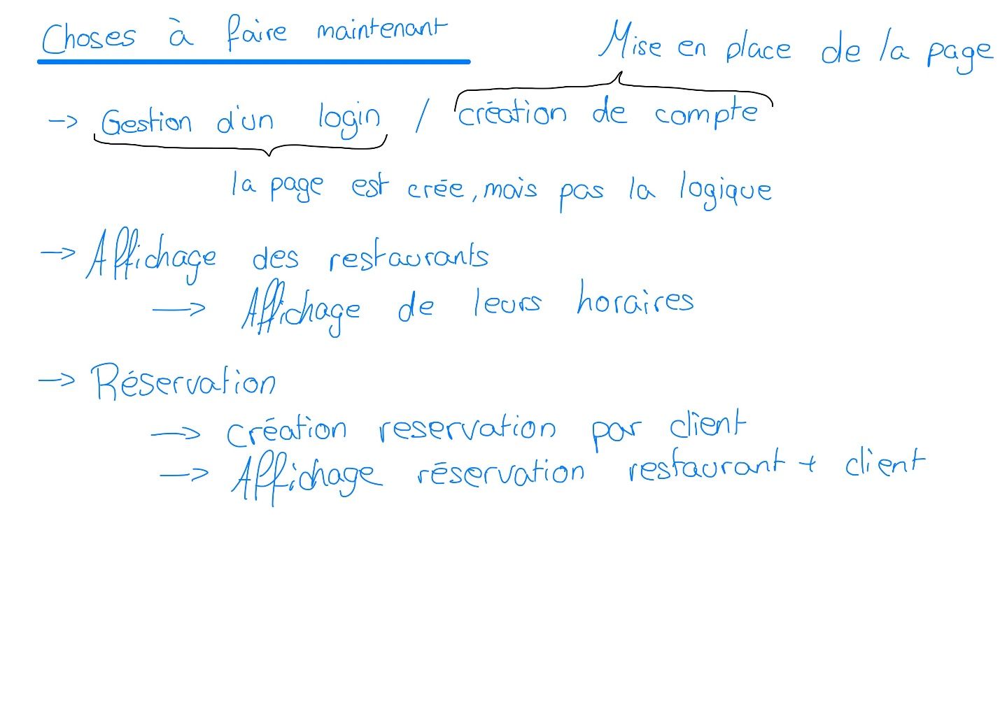 Choses à faire maintenant
Mise en place de la page
-> Gestion d'un login / création de compte
la page est crée, mais pas la logique
-> Affichage des restaurants
-> Affichage de leurs horaires
-> Réservation
-> création reservation par client
-> Affichage réservation restaurant + client